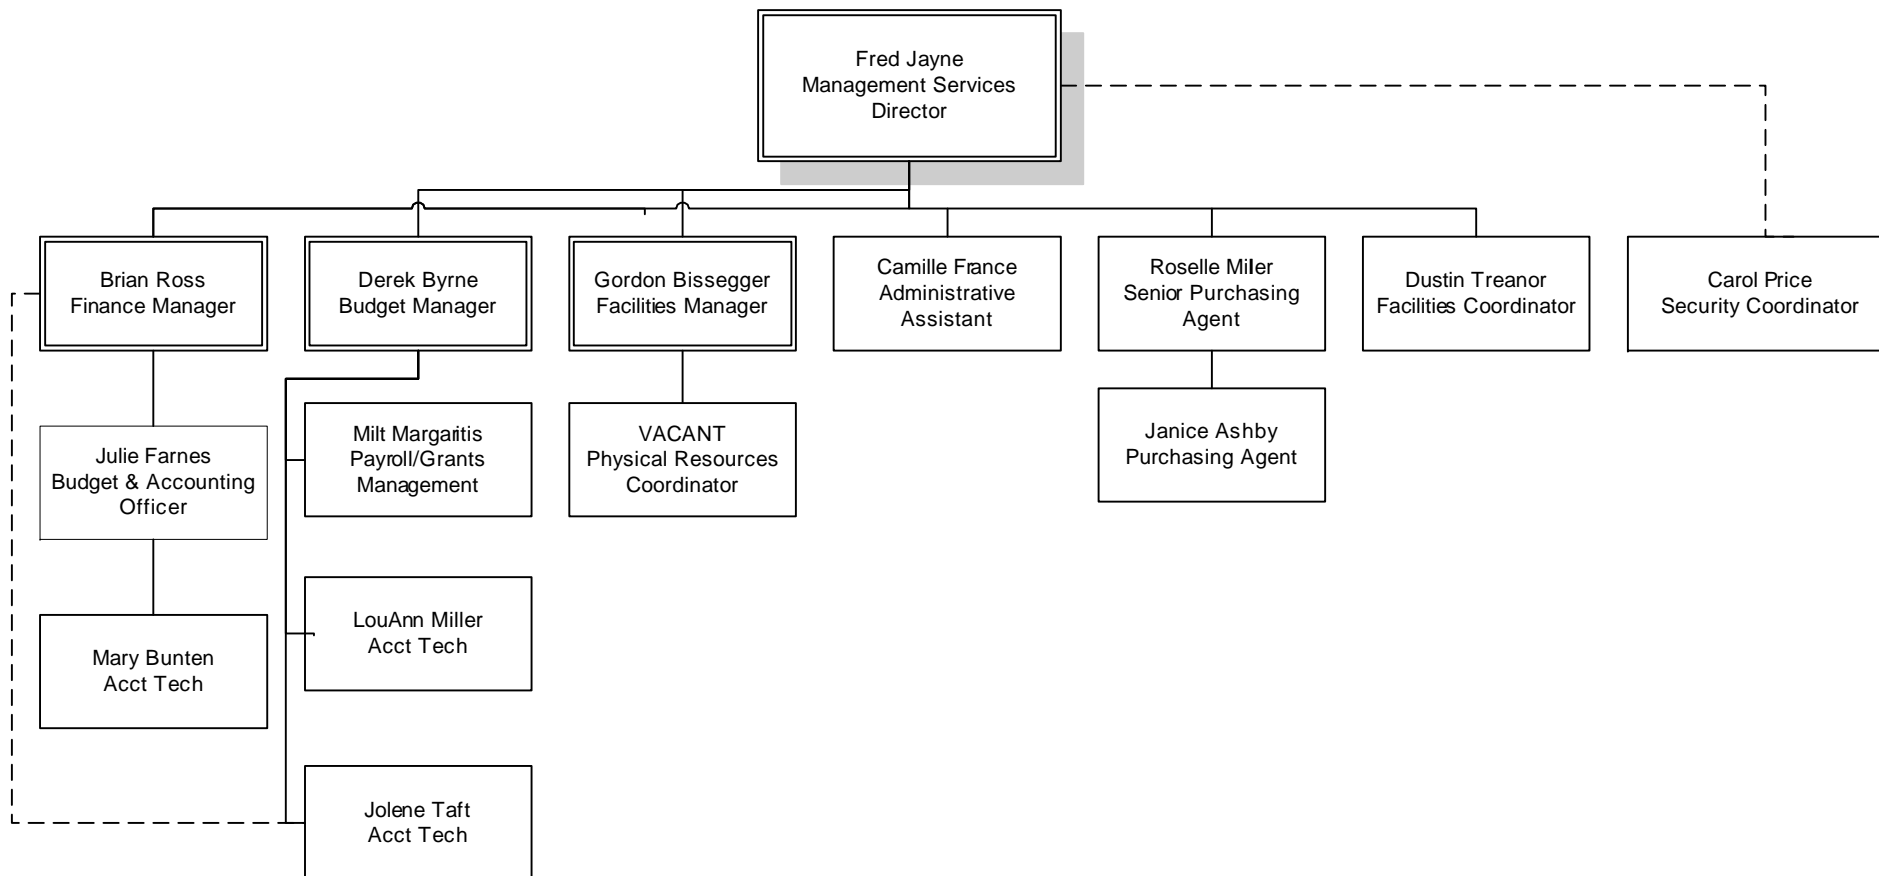 Fred Jayne
Management Services
Director
Brian Ross
Finance Manager
Derek Byrne
Budget Manager
Gordon Bissegger
Facilities Manager
Camille France
Administrative
Assistant
Roselle Miler
Senior Purchasing
Agent
Dustin Treanor
Facilities Coordinator
Carol Price
Security Coordinator
Julie Farnes
Budget & Accounting
Officer
Milt Margaritis
Payroll/Grants
Management
VACANT
Physical Resources
Coordinator
Janice Ashby
Purchasing Agent
Mary Bunten
Acct Tech
LouAnn Miller
Acct Tech
Jolene Taft
Acct Tech